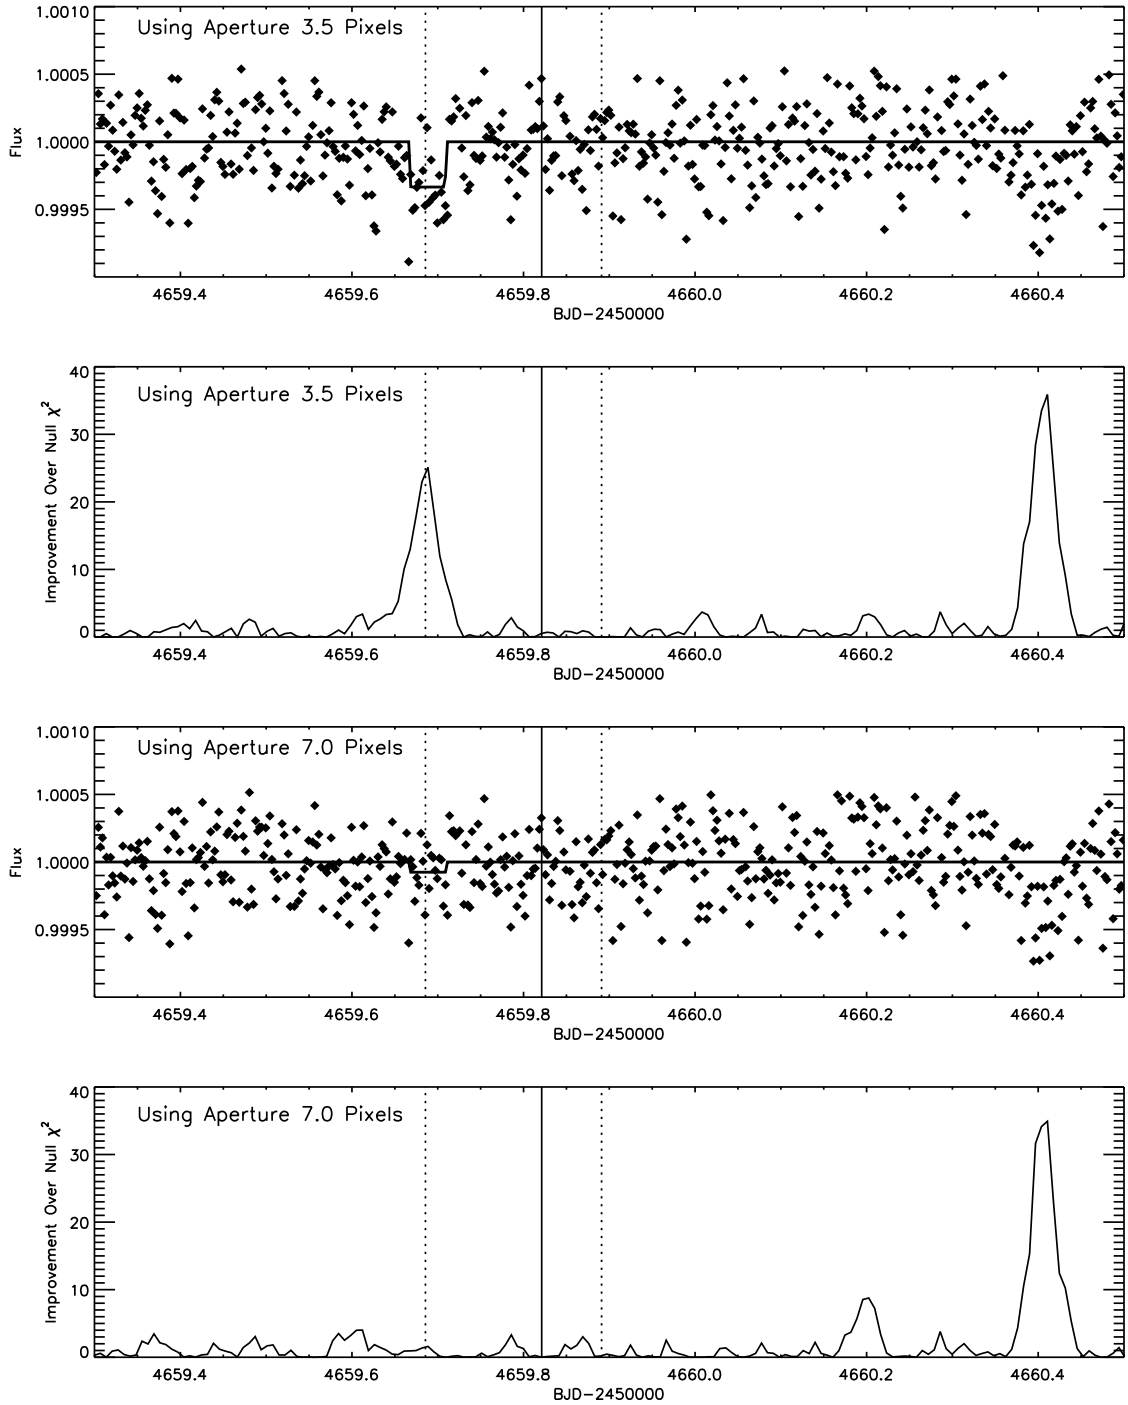 Using Aperture 3.5 Pixels
1.0010
1.0005
1.0000
0.9995
Flux
4659.4 4659.6 4659.8 4660.0 4660.2 4660.4
BJD-2450000
Using Aperture 3.5 Pixels
40
30
20
10
0
Improvement Over Null χ²
4659.4 4659.6 4659.8 4660.0 4660.2 4660.4
BJD-2450000
Using Aperture 7.0 Pixels
1.0010
1.0005
1.0000
0.9995
Flux
4659.4 4659.6 4659.8 4660.0 4660.2 4660.4
BJD-2450000
Using Aperture 7.0 Pixels
40
30
20
10
0
Improvement Over Null χ²
4659.4 4659.6 4659.8 4660.0 4660.2 4660.4
BJD-2450000